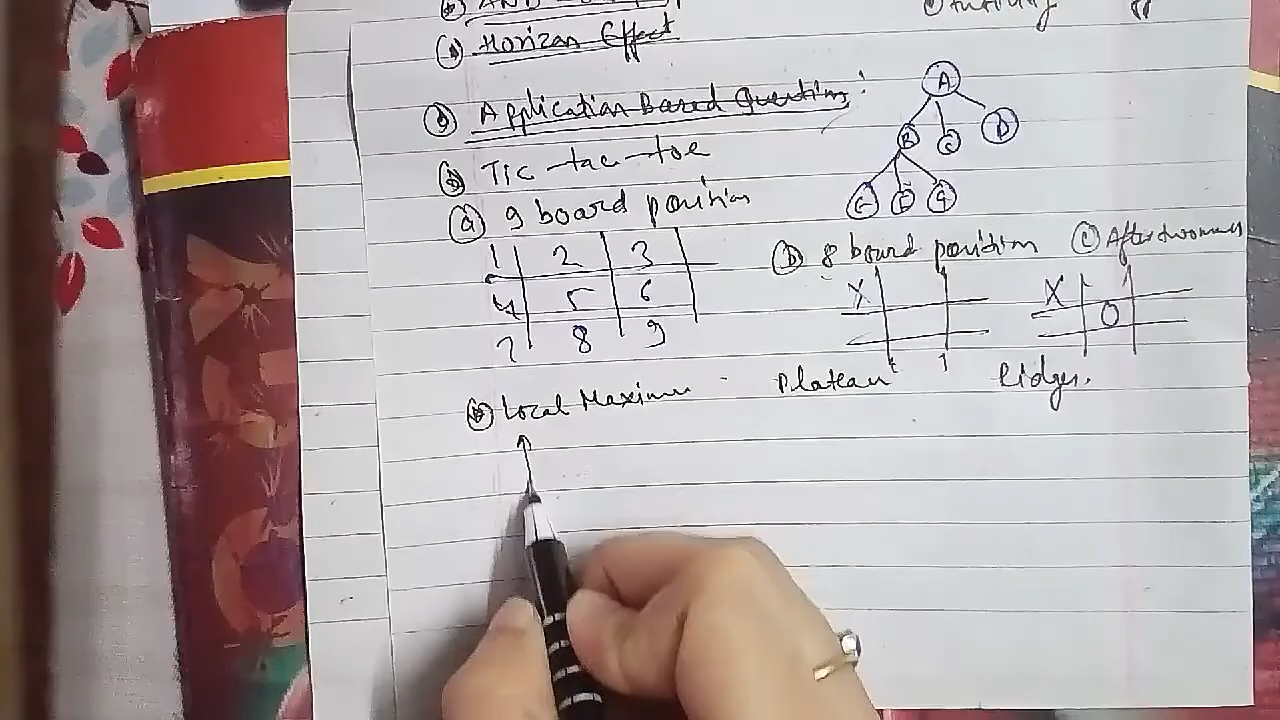 Horizon Effect
Application Based Questions:
A
B C D
Tic-tac-toe
E G
(a) 9 board position
(b) 8 board position (c)
1 2 3
4 5 6
7 8 9
X
X
O
Local Maximum - Plateau Ridges.